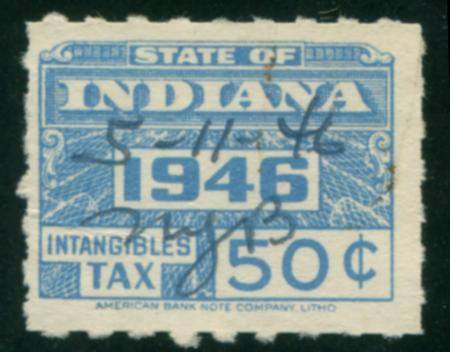 STATE OF
INDIANA
5-11-46
1946
INTANGIBLES
TAX
50¢
AMERICAN BANK NOTE COMPANY, LITHO